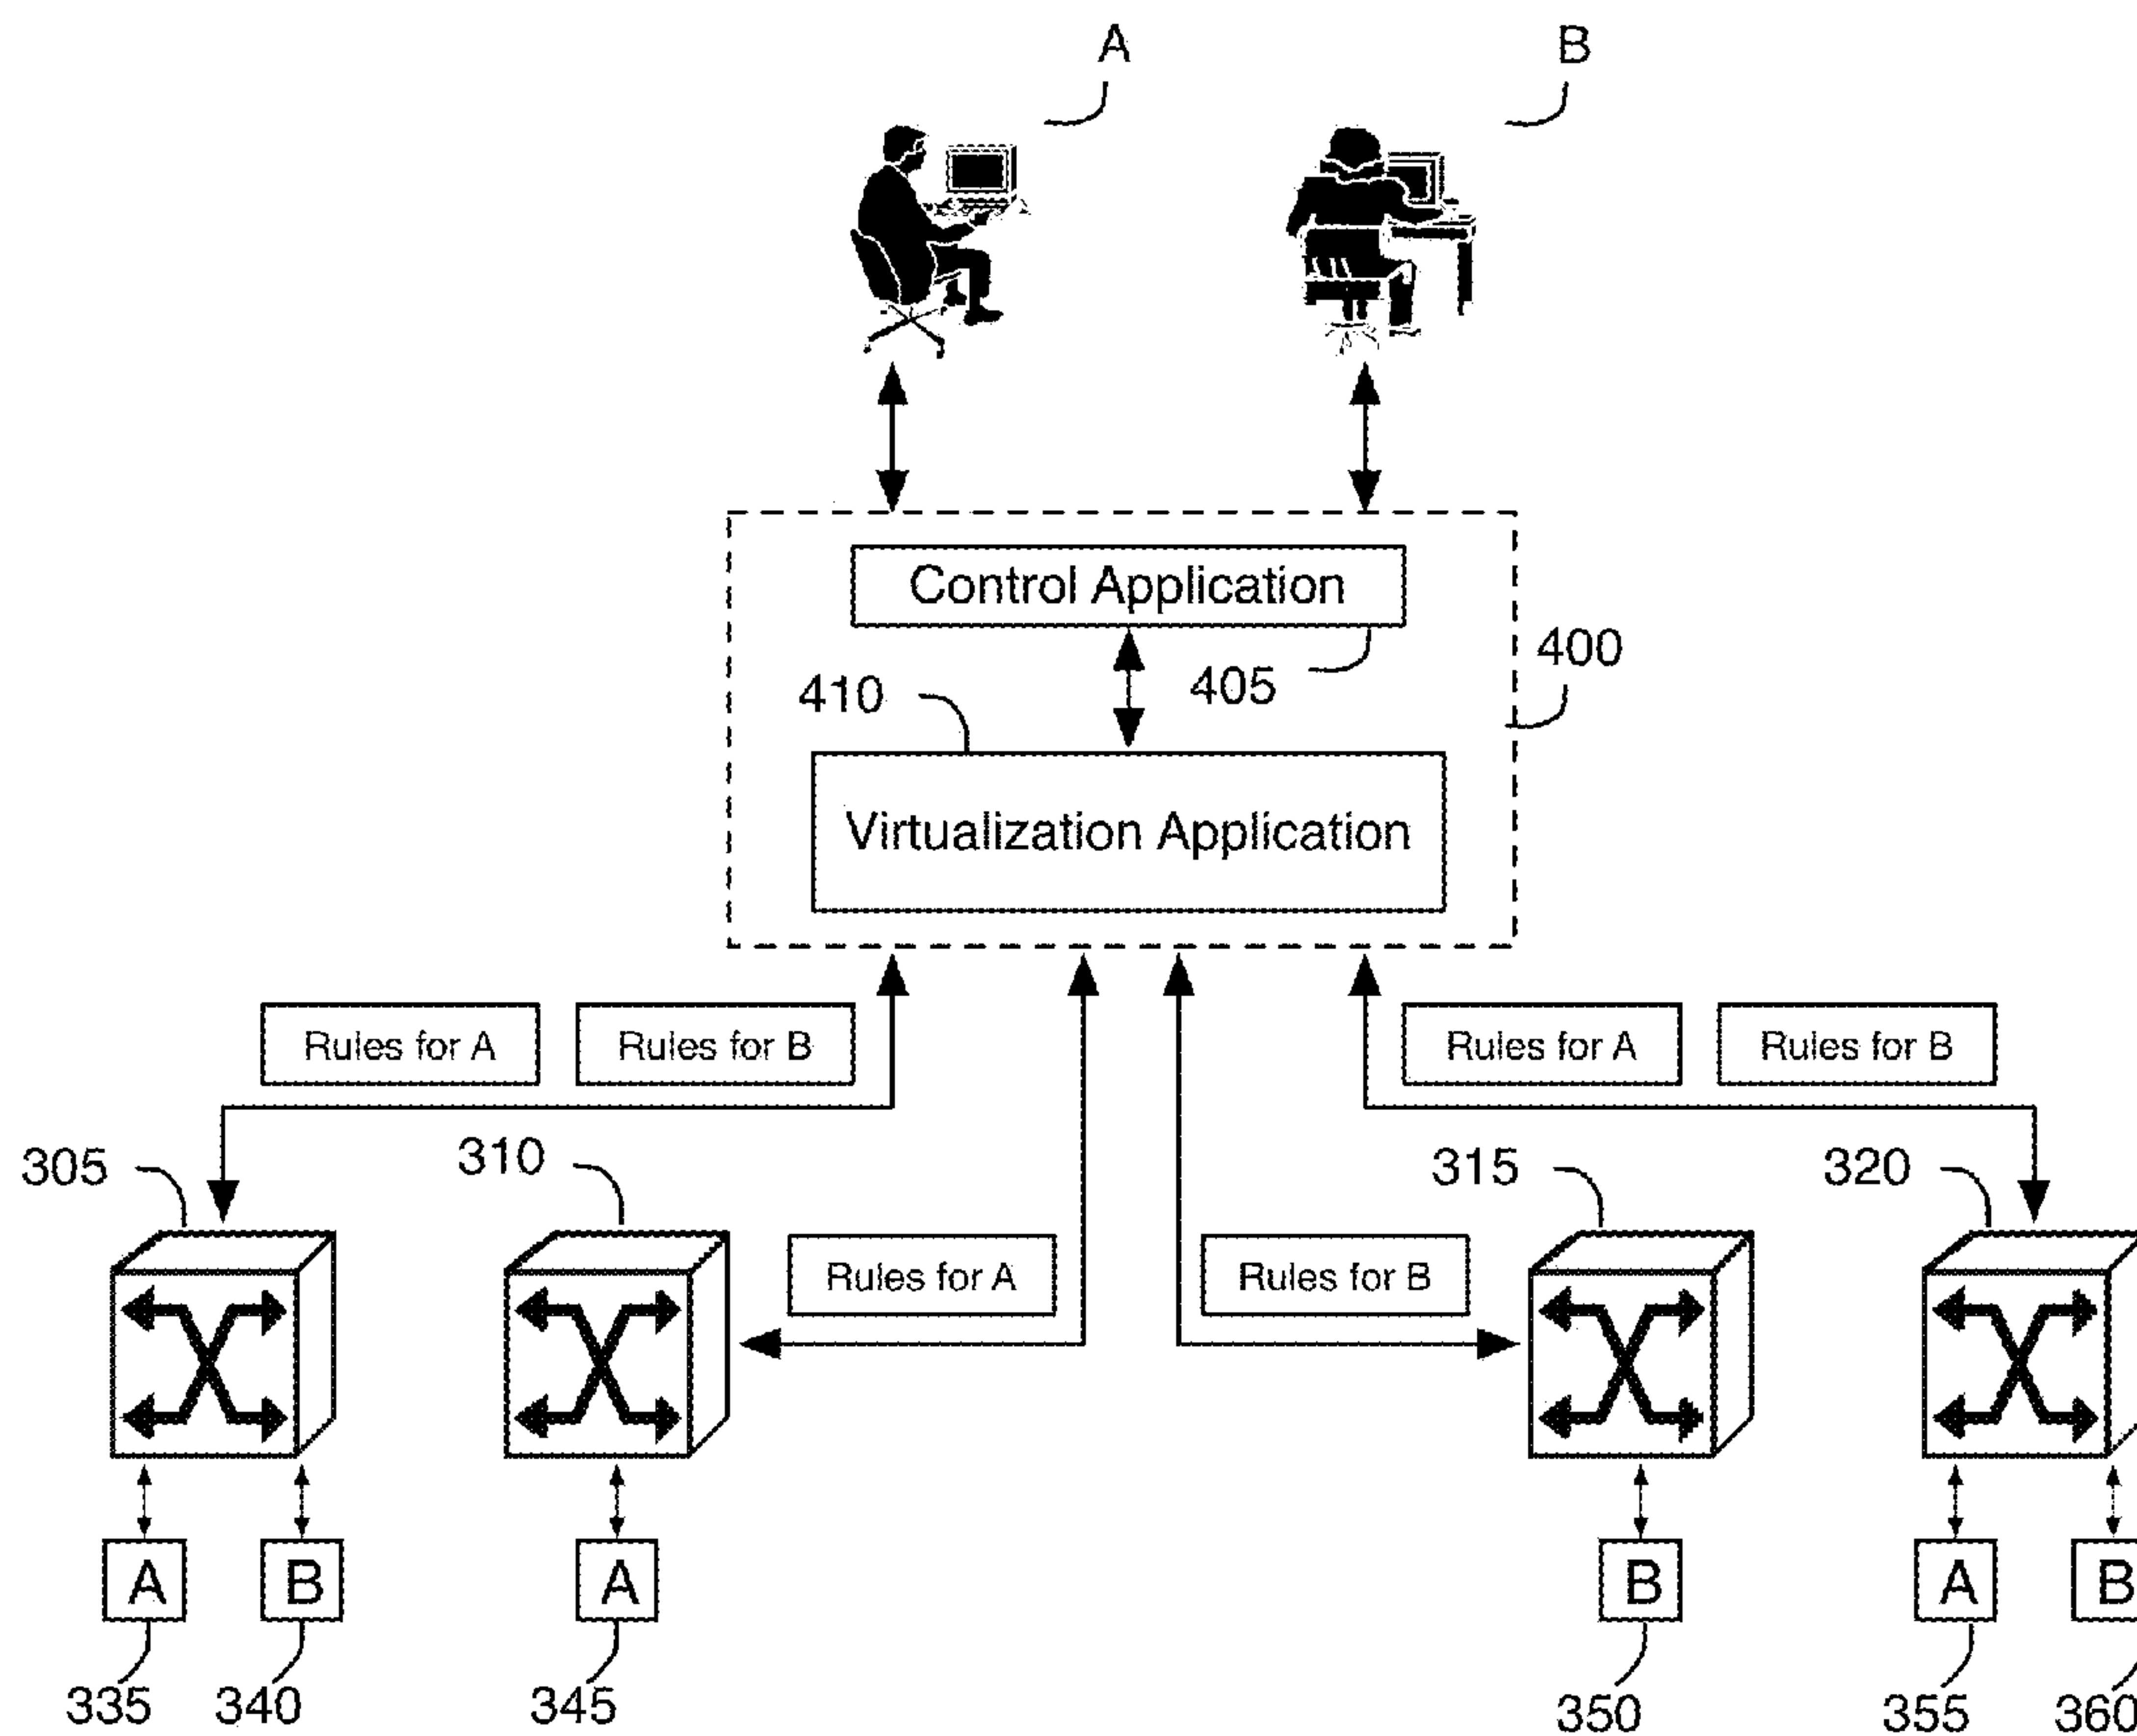 A
B
Control Application
400
405
410
Virtualization Application
Rules for A
Rules for B
Rules for A
Rules for B
305
310
315
320
Rules for A
Rules for B
A
B
A
B
A
B
335
340
345
350
355
360